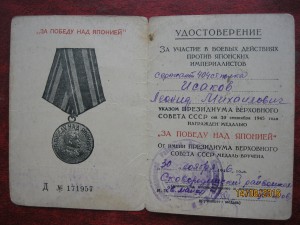 "ЗА ПОБЕДУ НАД ЯПОНИЕЙ"
Д № 171957
УДОСТОВЕРЕНИЕ
ЗА УЧАСТИЕ В БОЕВЫХ ДЕЙСТВИЯХ
ПРОТИВ ЯПОНСКИХ
ИМПЕРИАЛИСТОВ
Исаков
Леонид Михайлович
УКАЗОМ ПРЕЗИДИУМА ВЕРХОВНОГО
СОВЕТА СССР от 30 сентября 1945 года
НАГРАЖДЕН МЕДАЛЬЮ
"ЗА ПОБЕДУ НАД ЯПОНИЕЙ"
От имени ПРЕЗИДИУМА ВЕРХОВНОГО
СОВЕТА СССР МЕДАЛЬ ВРУЧЕНА
30